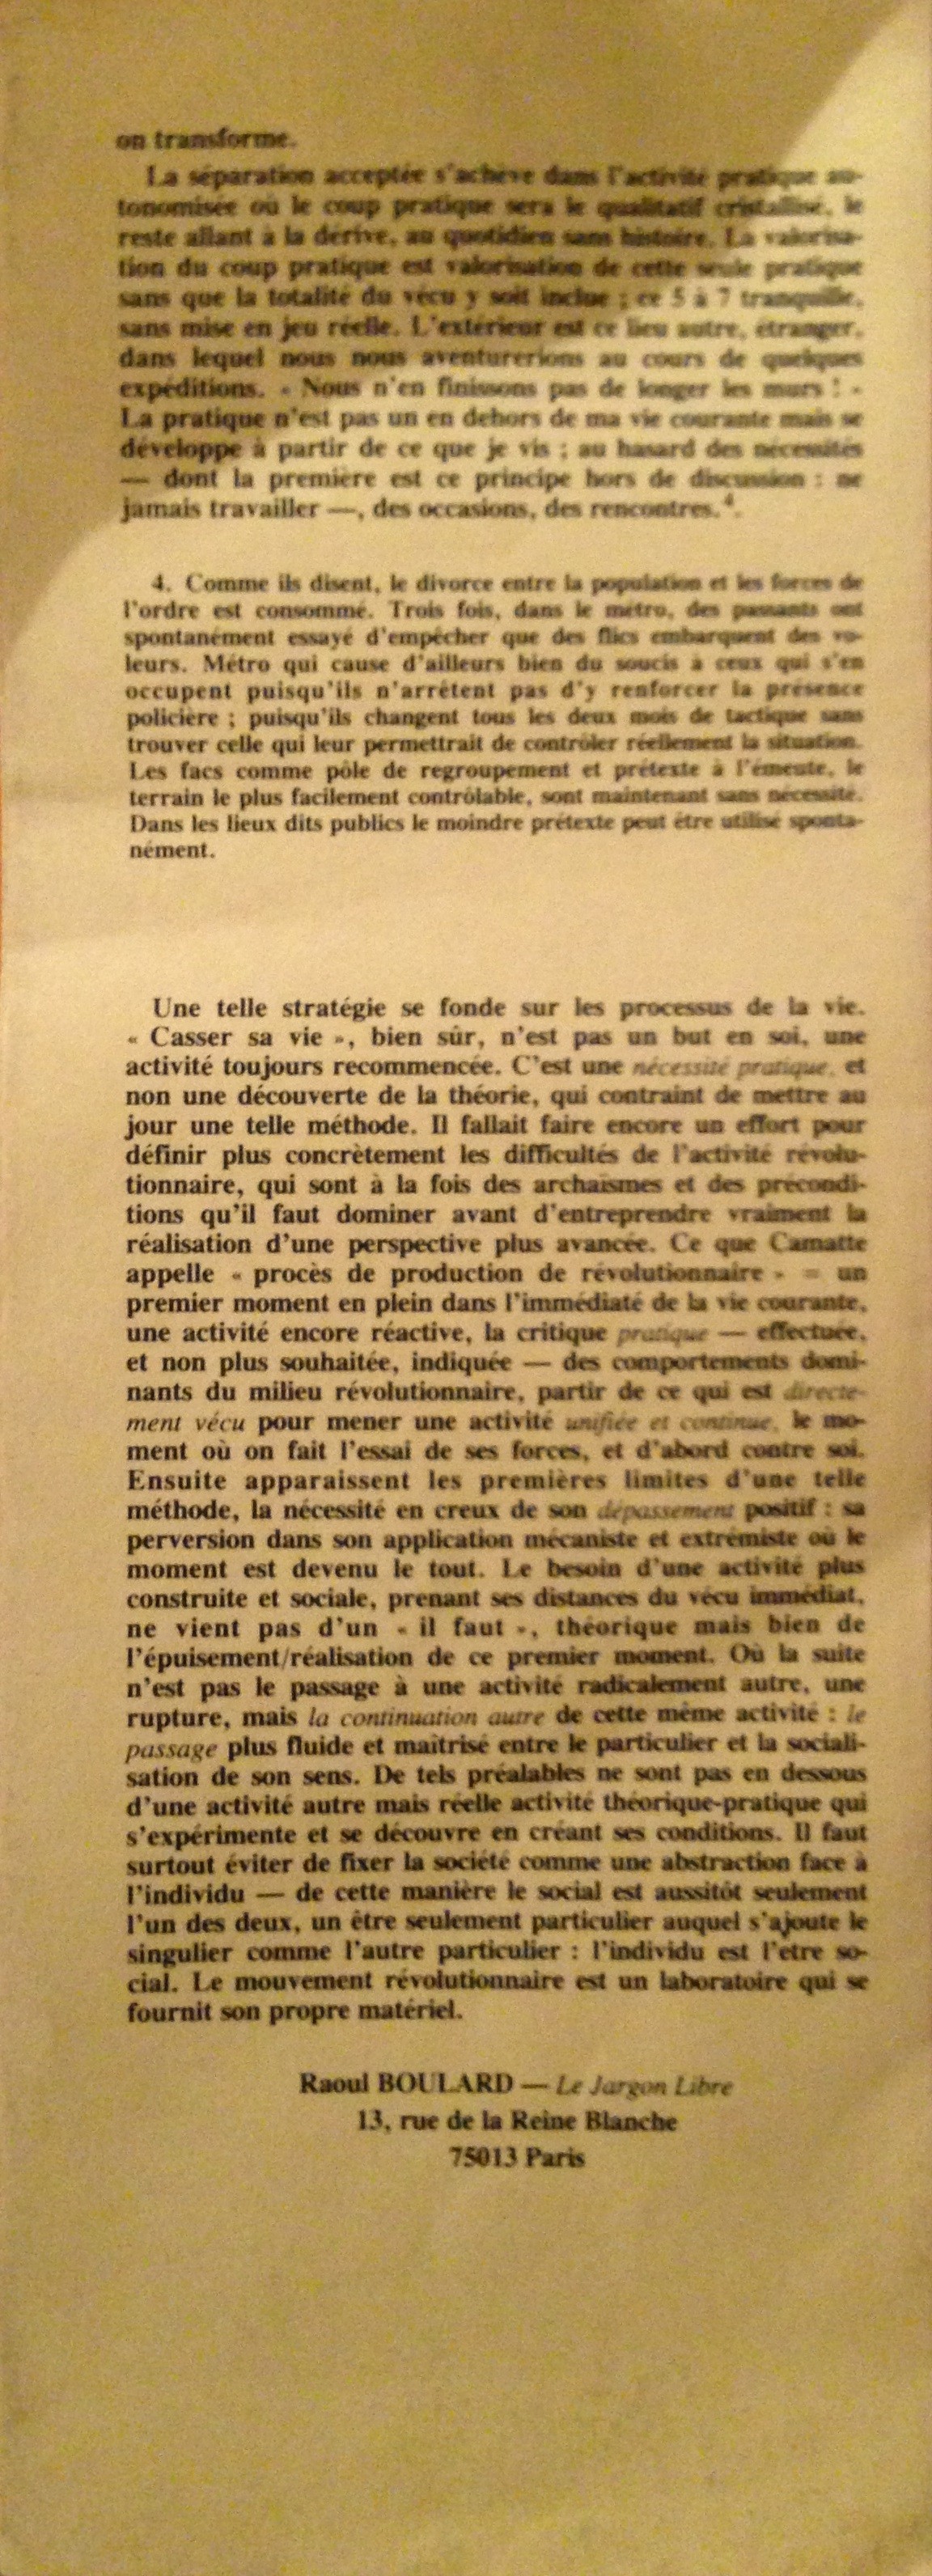 on transforme.
La séparation acceptée s'achève dans l'activité pratique au-
tonomisée où le coup pratique sera le qualitatif cristallisé, le
reste allant à la dérive, au quotidien sans histoire. La valorisa-
tion du coup pratique est valorisation de cette seule pratique
sans que la totalité du vécu y soit incluse ; ce 5 à 7 tranquille,
sans mise en jeu réelle. L'extérieur est ce lieu autre, étranger,
dans lequel nous nous aventurerions au cours de quelques
expéditions. « Nous n'en finissons pas de longer les murs ! »
La pratique n'est pas un en dehors de ma vie courante mais se
développe à partir de ce que je vis ; au hasard des nécessités
— dont la première est ce principe hors de discussion : ne
jamais travailler —, des occasions, des rencontres.⁴.
4. Comme ils disent, le divorce entre la population et les forces de
l'ordre est consommé. Trois fois, dans le métro, des passants ont
spontanément essayé d'empêcher que des flics embarquent des vo-
leurs. Métro qui cause d'ailleurs bien du soucis à ceux qui s'en
occupent puisqu'ils n'arrêtent pas d'y renforcer la présence
policière ; puisqu'ils changent tous les deux mois de tactique sans
trouver celle qui leur permettrait de contrôler réellement la situation.
Les facs comme pôle de regroupement et prétexte à l'émeute, le
terrain le plus facilement contrôlable, sont maintenant sans nécessité.
Dans les lieux dits publics le moindre prétexte peut être utilisé sponta-
nément.
Une telle stratégie se fonde sur les processus de la vie.
« Casser sa vie », bien sûr, n'est pas un but en soi, une
activité toujours recommencée. C'est une nécessité pratique, et
non une découverte de la théorie, qui contraint de mettre au
jour une telle méthode. Il fallait faire encore un effort pour
définir plus concrètement les difficultés de l'activité révolu-
tionnaire, qui sont à la fois des archaïsmes et des précondi-
tions qu'il faut dominer avant d'entreprendre vraiment la
réalisation d'une perspective plus avancée. Ce que Camatte
appelle « procès de production de révolutionnaire » = un
premier moment en plein dans l'immédiate de la vie courante,
une activité encore réactive, la critique pratique — effectuée,
et non plus souhaitée, indiquée — des comportements domi-
nants du milieu révolutionnaire, partir de ce qui est directe-
ment vécu pour mener une activité unifiée et continue, le mo-
ment où on fait l'essai de ses forces, et d'abord contre soi.
Ensuite apparaissent les premières limites d'une telle
méthode, la nécessité en creux de son dépassement positif : sa
perversion dans son application mécaniste et extrémiste où le
moment est devenu le tout. Le besoin d'une activité plus
construite et sociale, prenant ses distances du vécu immédiat,
ne vient pas d'un « il faut », théorique mais bien de
l'épuisement/réalisation de ce premier moment. Où la suite
n'est pas le passage à une activité radicalement autre, une
rupture, mais la continuation autre de cette même activité : le
passage plus fluide et maîtrisé entre le particulier et la sociali-
sation de son sens. De tels préalables ne sont pas en dessous
d'une activité autre mais réelle activité théorique-pratique qui
s'expérimente et se découvre en créant ses conditions. Il faut
surtout éviter de fixer la société comme une abstraction face à
l'individu — de cette manière le social est aussitôt seulement
l'un des deux, un être seulement particulier auquel s'ajoute le
singulier comme l'autre particulier : l'individu est l'être so-
cial. Le mouvement révolutionnaire est un laboratoire qui se
fournit son propre matériel.
Raoul BOULARD — Le Jargon Libre
13, rue de la Reine Blanche
75013 Paris